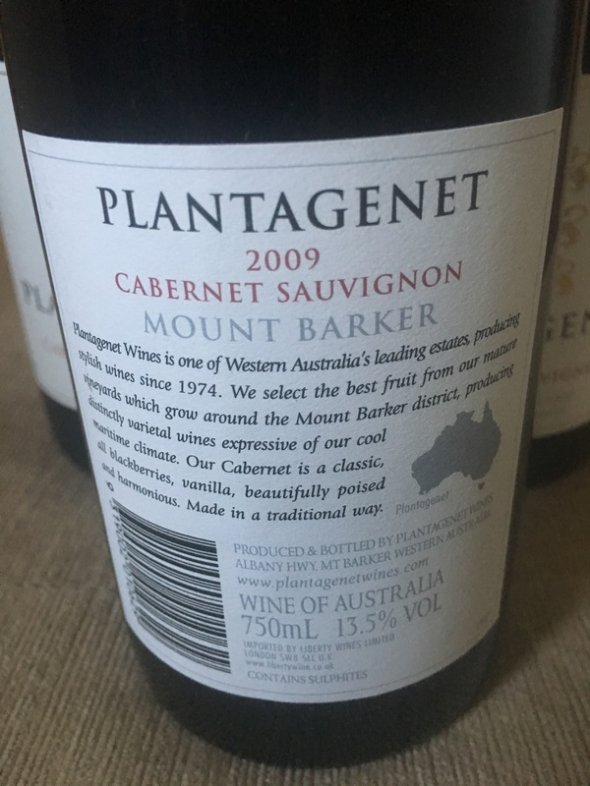 PLANTAGENET
2009
CABERNET SAUVIGNON
MOUNT BARKER
Plantagenet Wines is one of Western Australia's leading estates, producing
stylish wines since 1974. We select the best fruit from our mature
vineyards which grow around the Mount Barker district, producing
distinctly varietal wines expressive of our cool
maritime climate. Our Cabernet is a classic,
all blackberries, vanilla, beautifully poised
and harmonious. Made in a traditional way.
Plantagenet
PRODUCED & BOTTLED BY PLANTAGENET WINES
ALBANY HWY, MT BARKER WESTERN AUSTRALIA
www.plantagenetwines.com
WINE OF AUSTRALIA
750mL 13.5% VOL
IMPORTED BY LIBERTY WINES LIMITED
LONDON SW8 5LL U.K.
www.libertywine.co.uk
CONTAINS SULPHITES